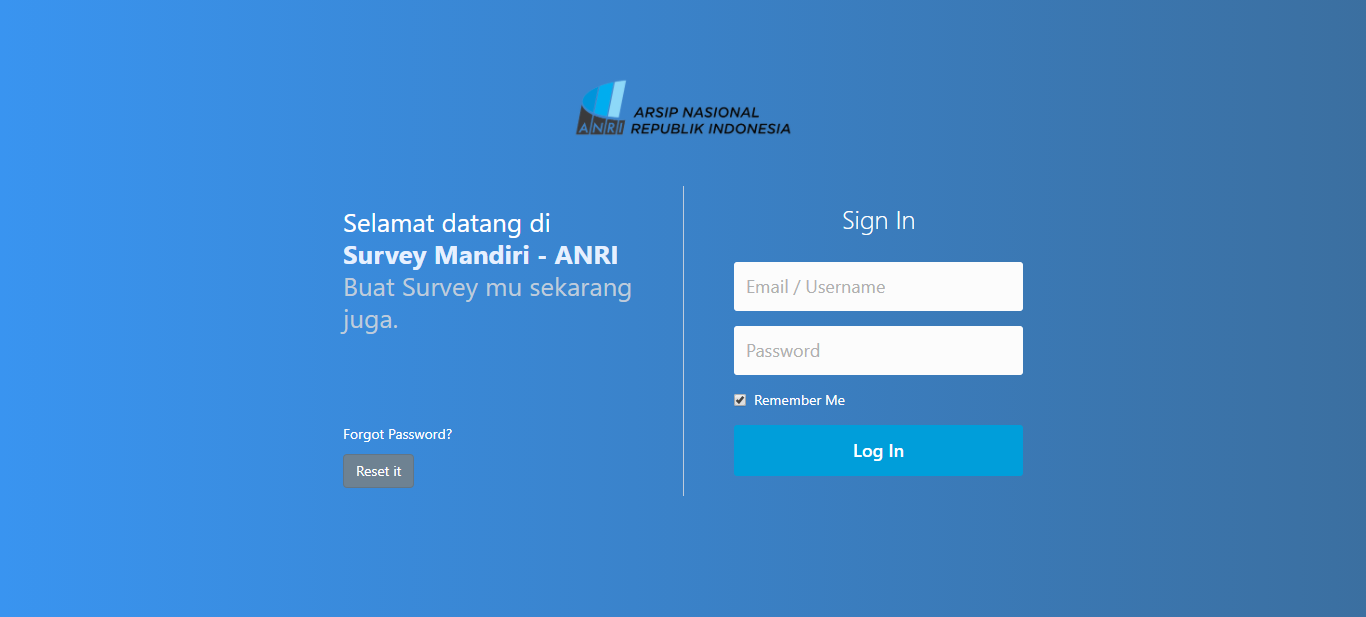 ANRI
ARSIP NASIONAL
REPUBLIK INDONESIA
Selamat datang di
Survey Mandiri - ANRI
Buat Survey mu sekarang
juga.
Forgot Password?
Reset it
Sign In
Email / Username
Password
Remember Me
Log In